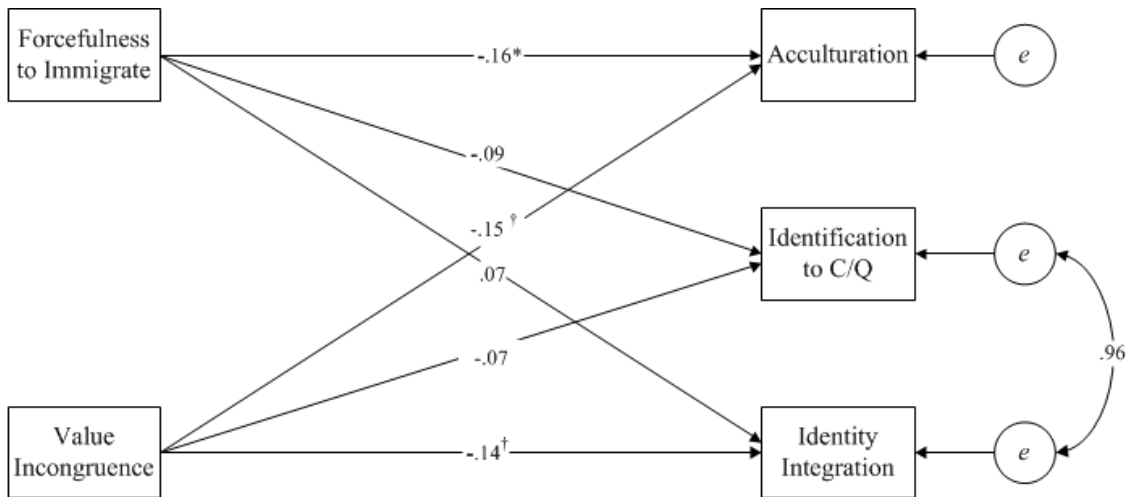 Forcefulness
to Immigrate
-.16*
Acculturation
e
-.09
-.15 †
Identification
to C/Q
e
.07
-.07
.96
Value
Incongruence
-.14†
Identity
Integration
e